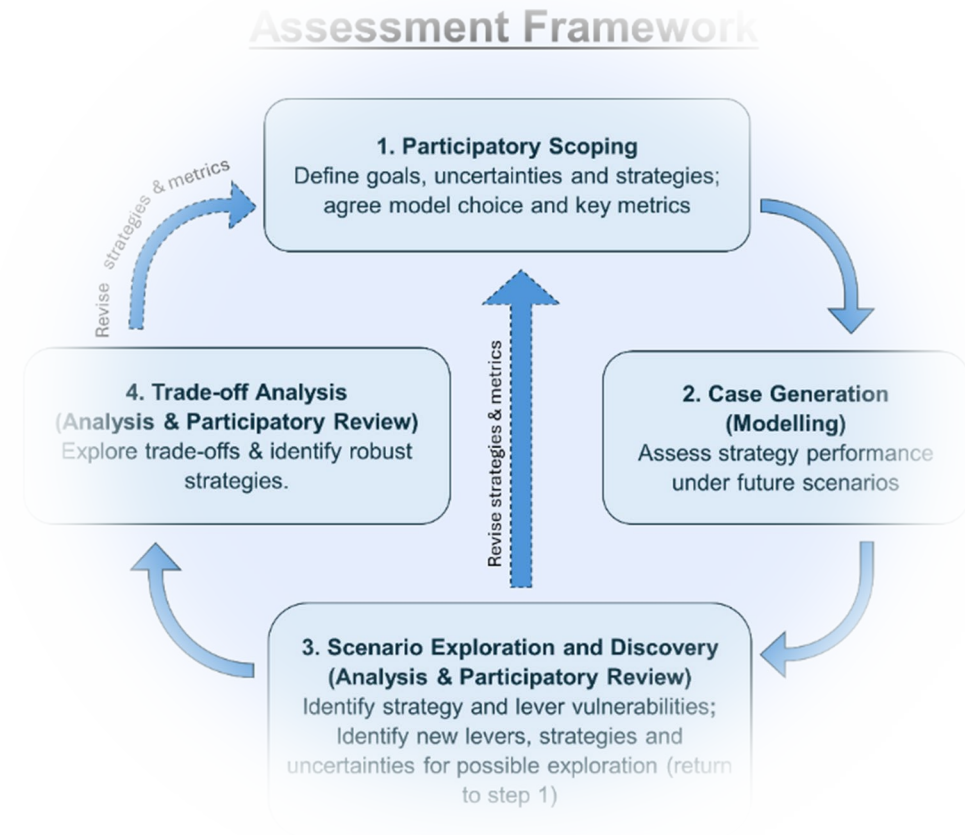 Assessment Framework
1. Participatory Scoping
Define goals, uncertainties and strategies;
agree model choice and key metrics
Revise strategies & metrics
2. Case Generation
(Modelling)
Assess strategy performance
under future scenarios
4. Trade-off Analysis
(Analysis & Participatory Review)
Explore trade-offs & identify robust
strategies.
Revise strategies & metrics
3. Scenario Exploration and Discovery
(Analysis & Participatory Review)
Identify strategy and lever vulnerabilities;
Identify new levers, strategies and
uncertainties for possible exploration (return
to step 1)